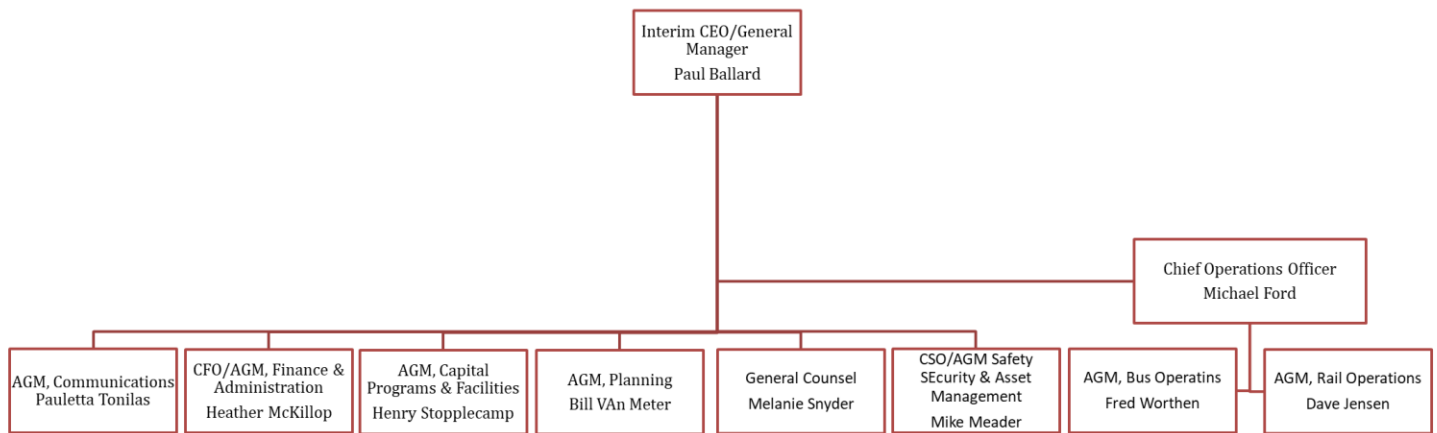 Interim CEO/General
Manager
Paul Ballard
Chief Operations Officer
Michael Ford
AGM, Communications
Pauletta Tonilas
CFO/AGM, Finance &
Administration
Heather McKillop
AGM, Capital
Programs & Facilities
Henry Stopplecamp
AGM, Planning
Bill VAn Meter
General Counsel
Melanie Snyder
CSO/AGM Safety
SEcurity & Asset
Management
Mike Meader
AGM, Bus Operatins
Fred Worthen
AGM, Rail Operations
Dave Jensen